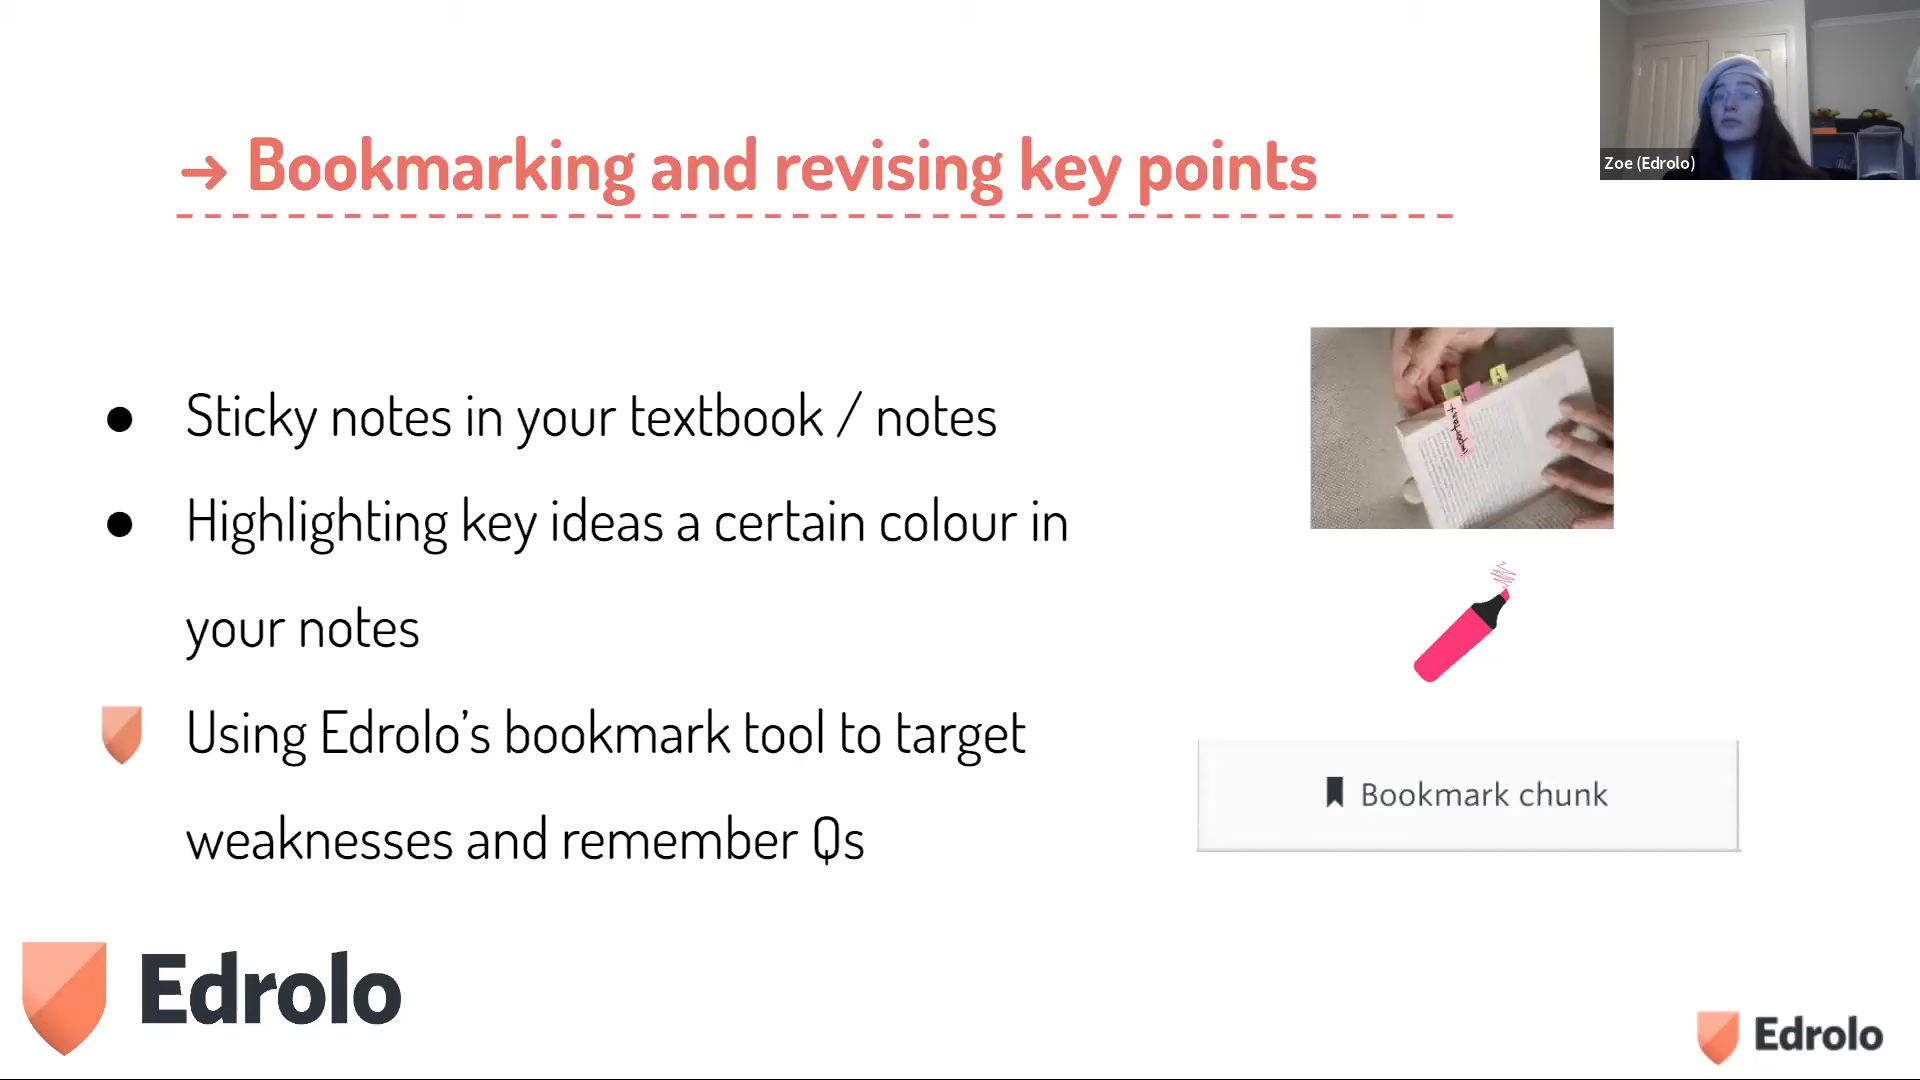 → Bookmarking and revising key points
Zoe (Edrolo)
● Sticky notes in your textbook / notes
● Highlighting key ideas a certain colour in
your notes
Using Edrolo’s bookmark tool to target
weaknesses and remember Qs
important
Bookmark chunk
Edrolo
Edrolo